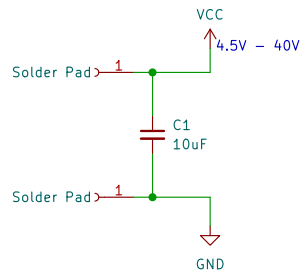 VCC
4.5V – 40V
Solder Pad 1
C1
10uF
Solder Pad 1
GND